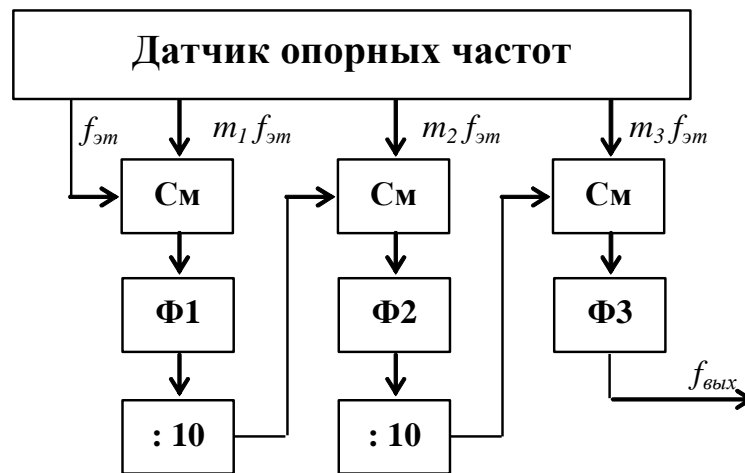 Датчик опорных частот
fэт m1 fэт m2 fэт m3 fэт
См См См
Ф1 Ф2 Ф3
fвых
: 10 : 10